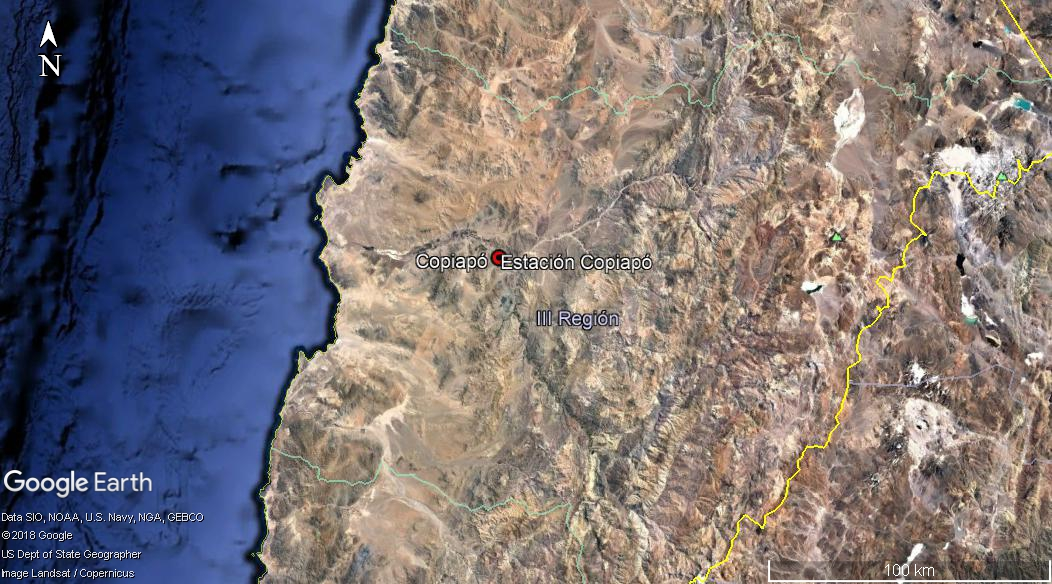 N
Copiapó
Estación Copiapó
III Región
Google Earth
Data SIO, NOAA, U.S. Navy, NGA, GEBCO
©2018 Google
US Dept of State Geographer
Image Landsat / Copernicus
100 km